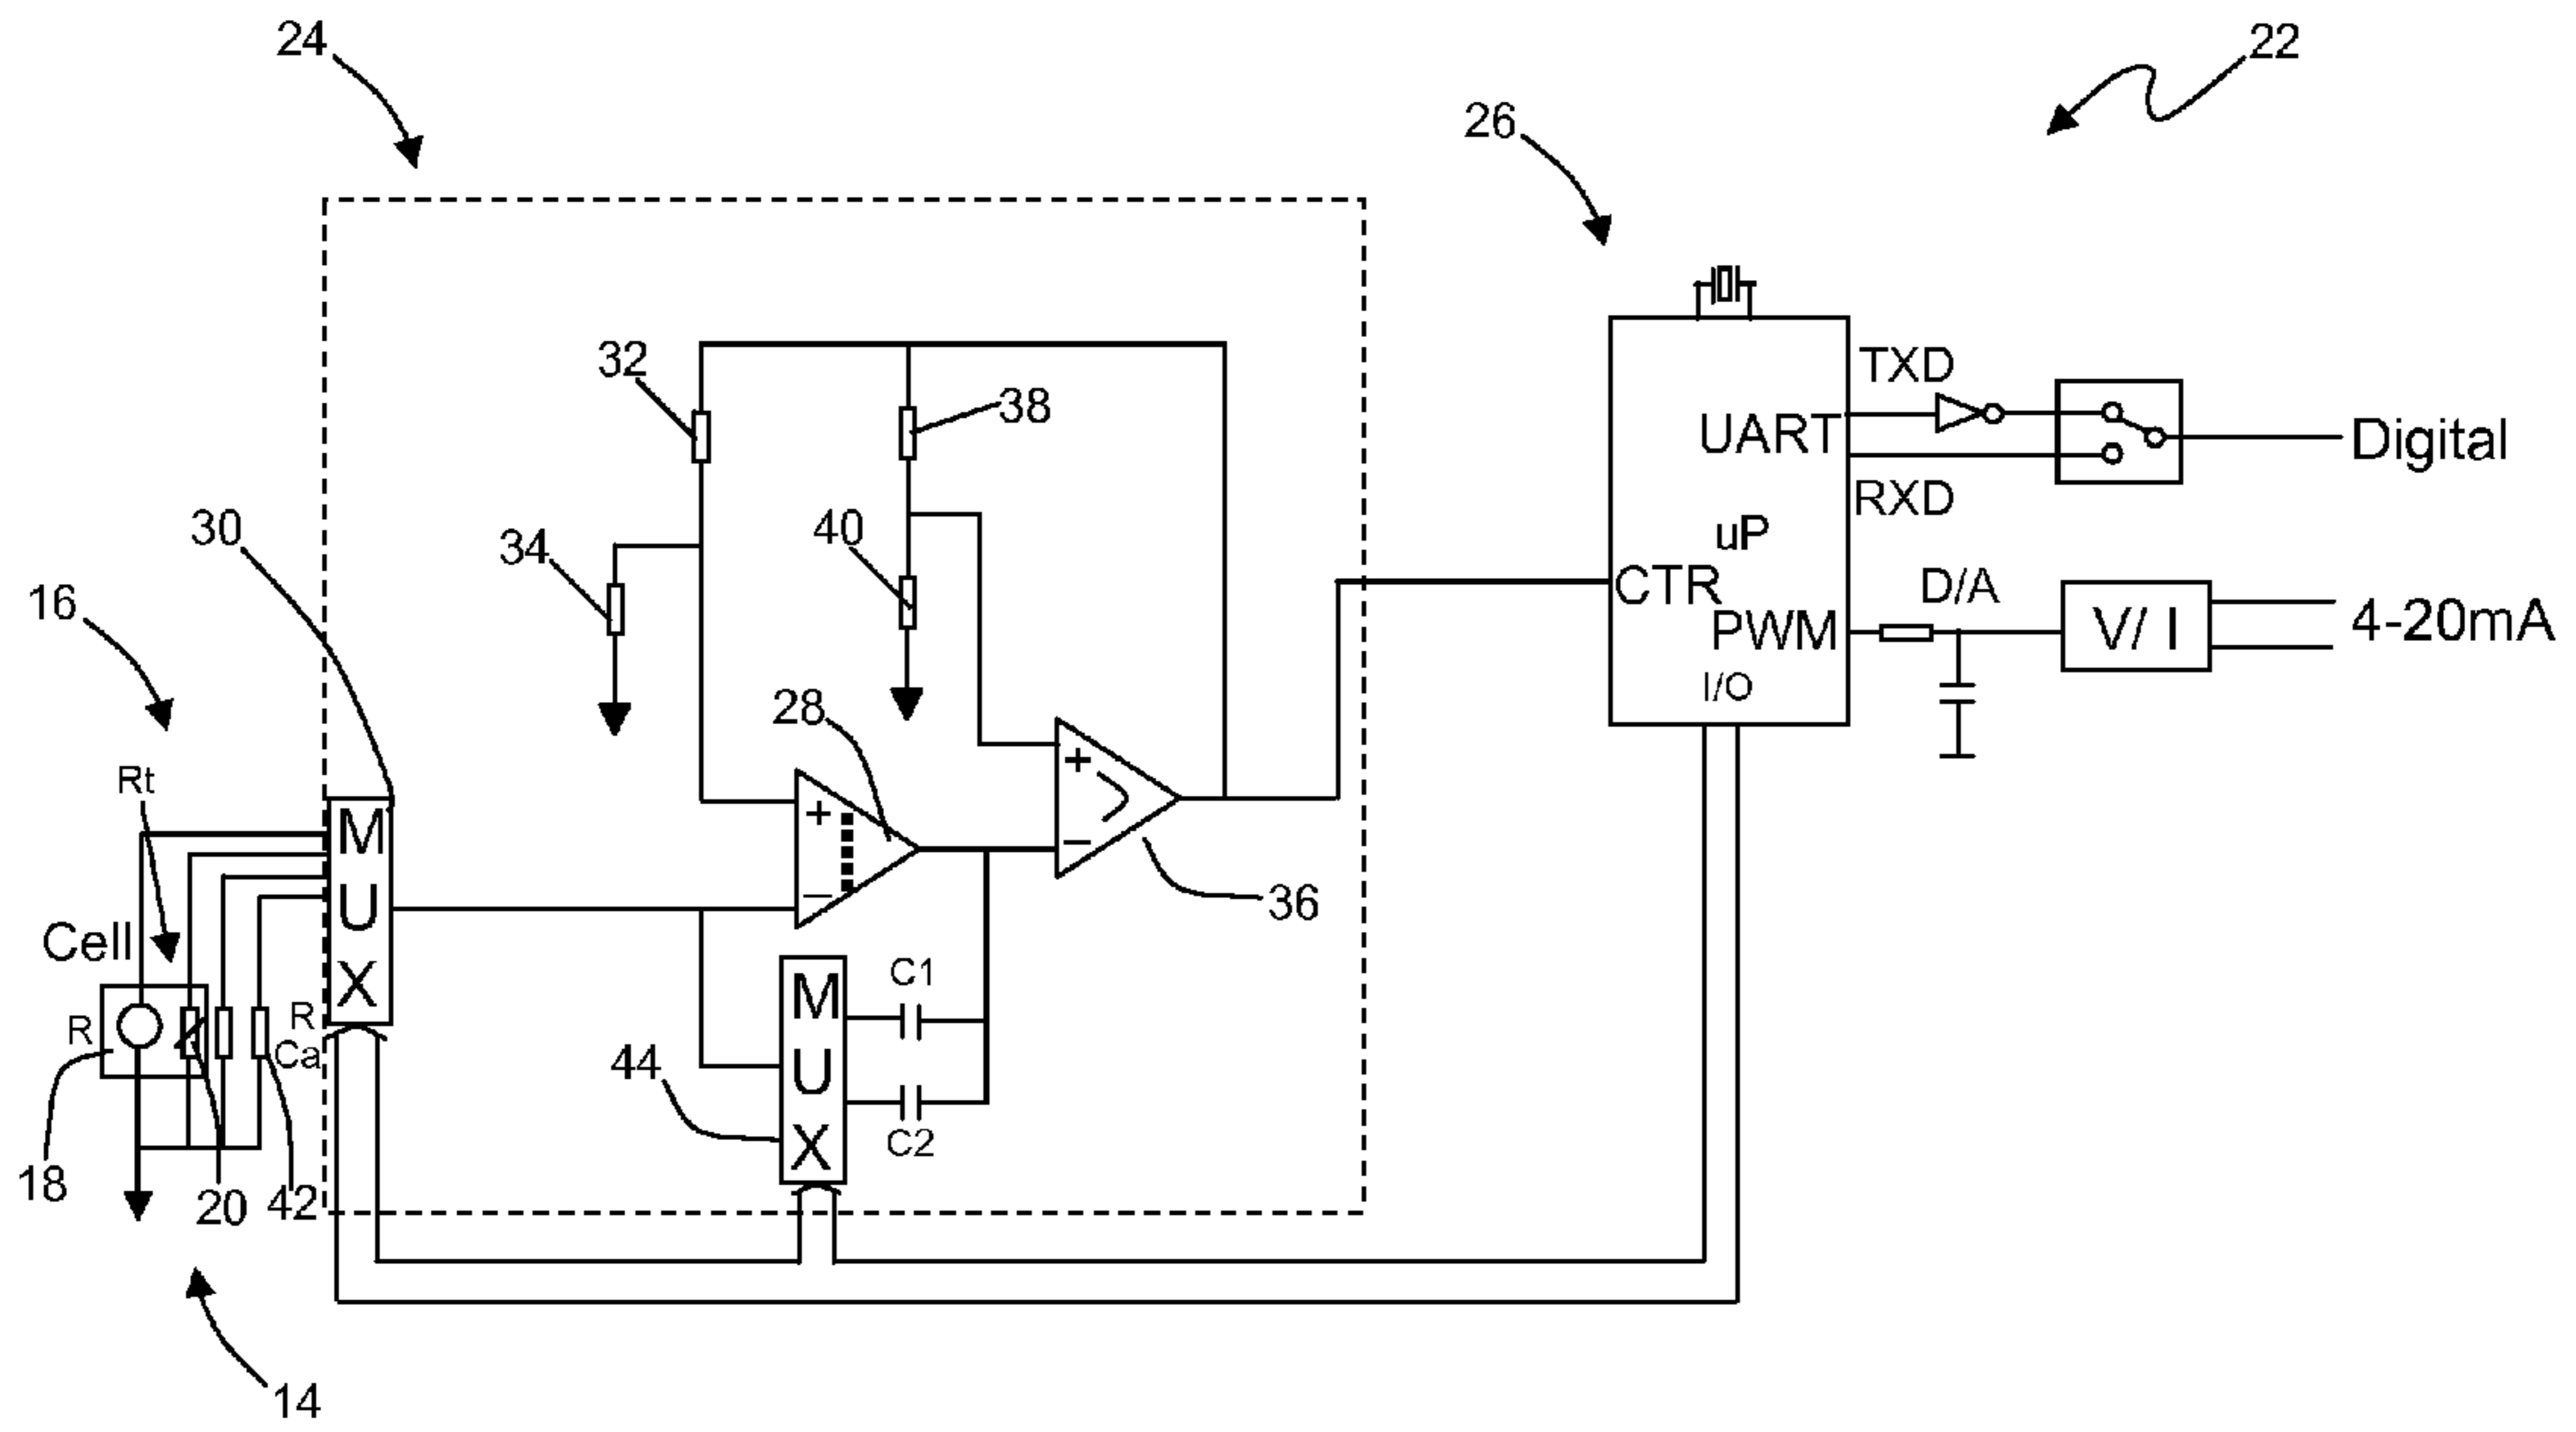 24
22
26
32
38
TXD
UART
Digital
RXD
30
34
40
uP
16
CTR
D/A
PWM
V/ I
4-20mA
I/O
28
Rt
+
+
−
−
36
M
U
X
Cell
C1
R
R
Ca
M
U
X
44
C2
18
20
42
14